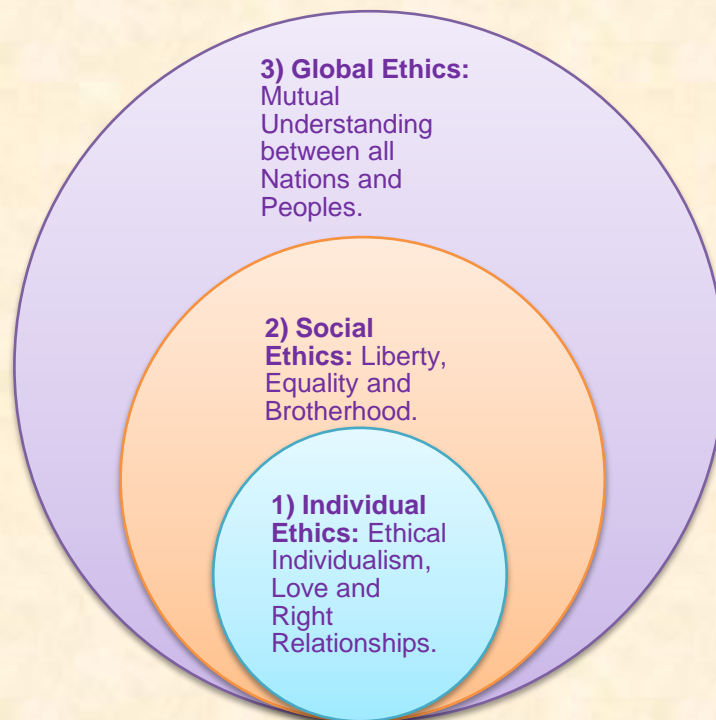 3) Global Ethics:
Mutual
Understanding
between all
Nations and
Peoples.
2) Social
Ethics: Liberty,
Equality and
Brotherhood.
1) Individual
Ethics: Ethical
Individualism,
Love and
Right
Relationships.